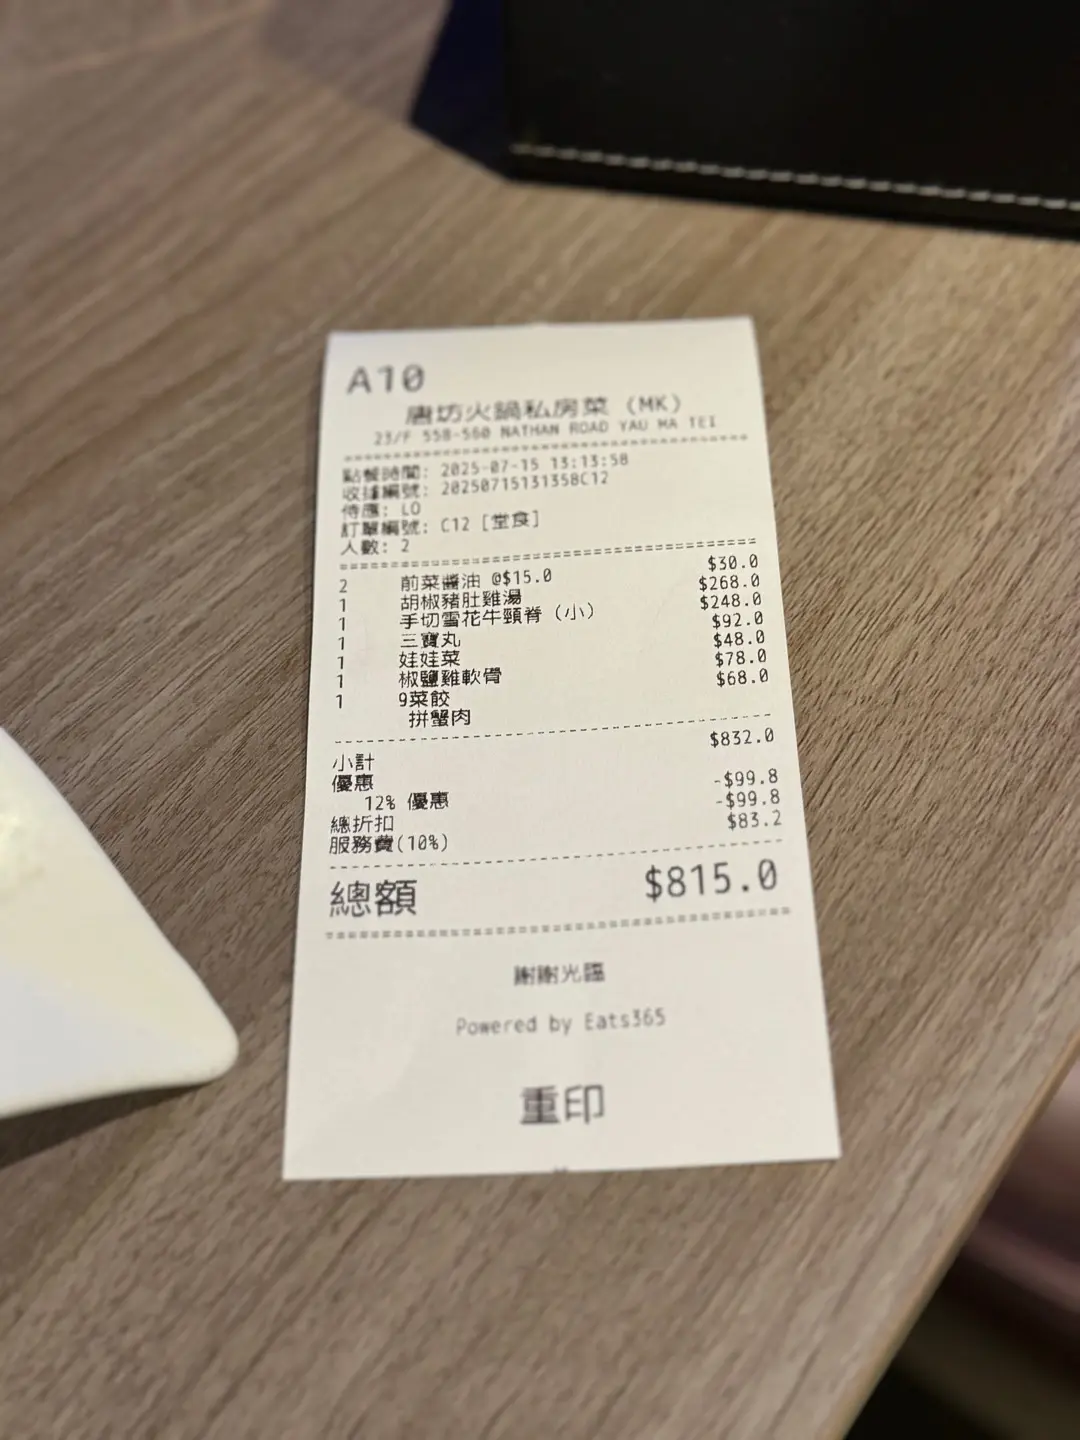 A10
唐坊火鍋私房菜 (MK)
23/F 558-560 NATHAN ROAD YAU MA TEI
點餐時間: 2025-07-15 13:13:58
收據編號: 20250715131358C12
侍應: LO
訂單編號: C12 [堂食]
人數: 2
2 前菜醬油 @$15.0 $30.0
1 胡椒豬肚雞湯 $268.0
1 手切雪花牛頸脊 (小) $248.0
1 三寶丸 $92.0
1 娃娃菜 $48.0
1 椒鹽雞軟骨 $78.0
1 9菜餃 $68.0
拼蟹肉
小計 $832.0
優惠
12% 優惠 -$99.8
總折扣 -$99.8
服務費(10%) $83.2
總額 $815.0
謝謝光臨
Powered by Eats365
重印